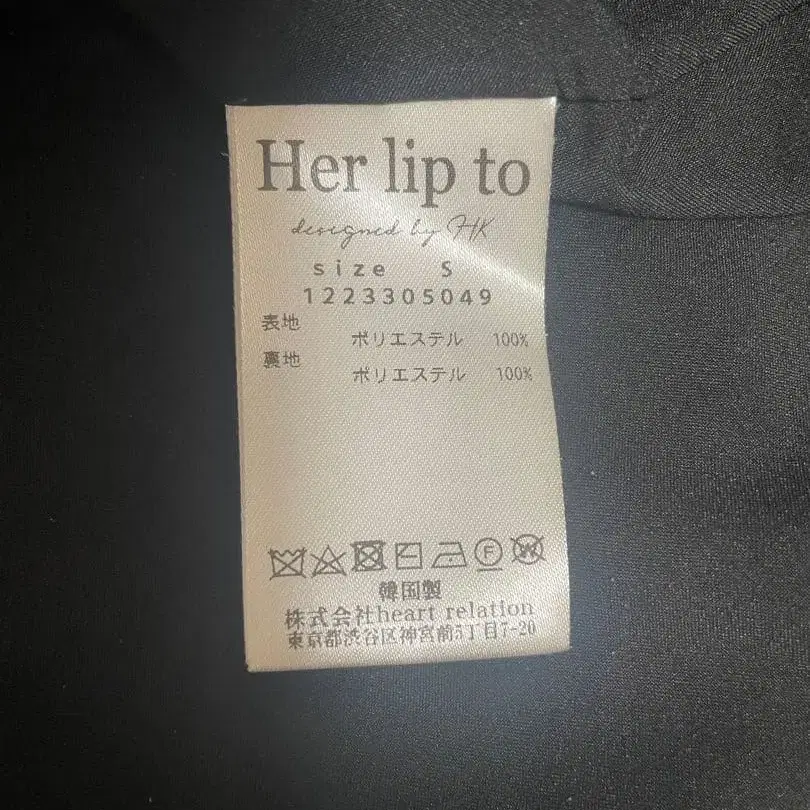 Her lip to
designed by HK
size S
1223305049
表地
ポリエステル 100%
裏地
ポリエステル 100%
F W
韓国製
株式会社heart relation
東京都渋谷区神宮前5丁目7-20